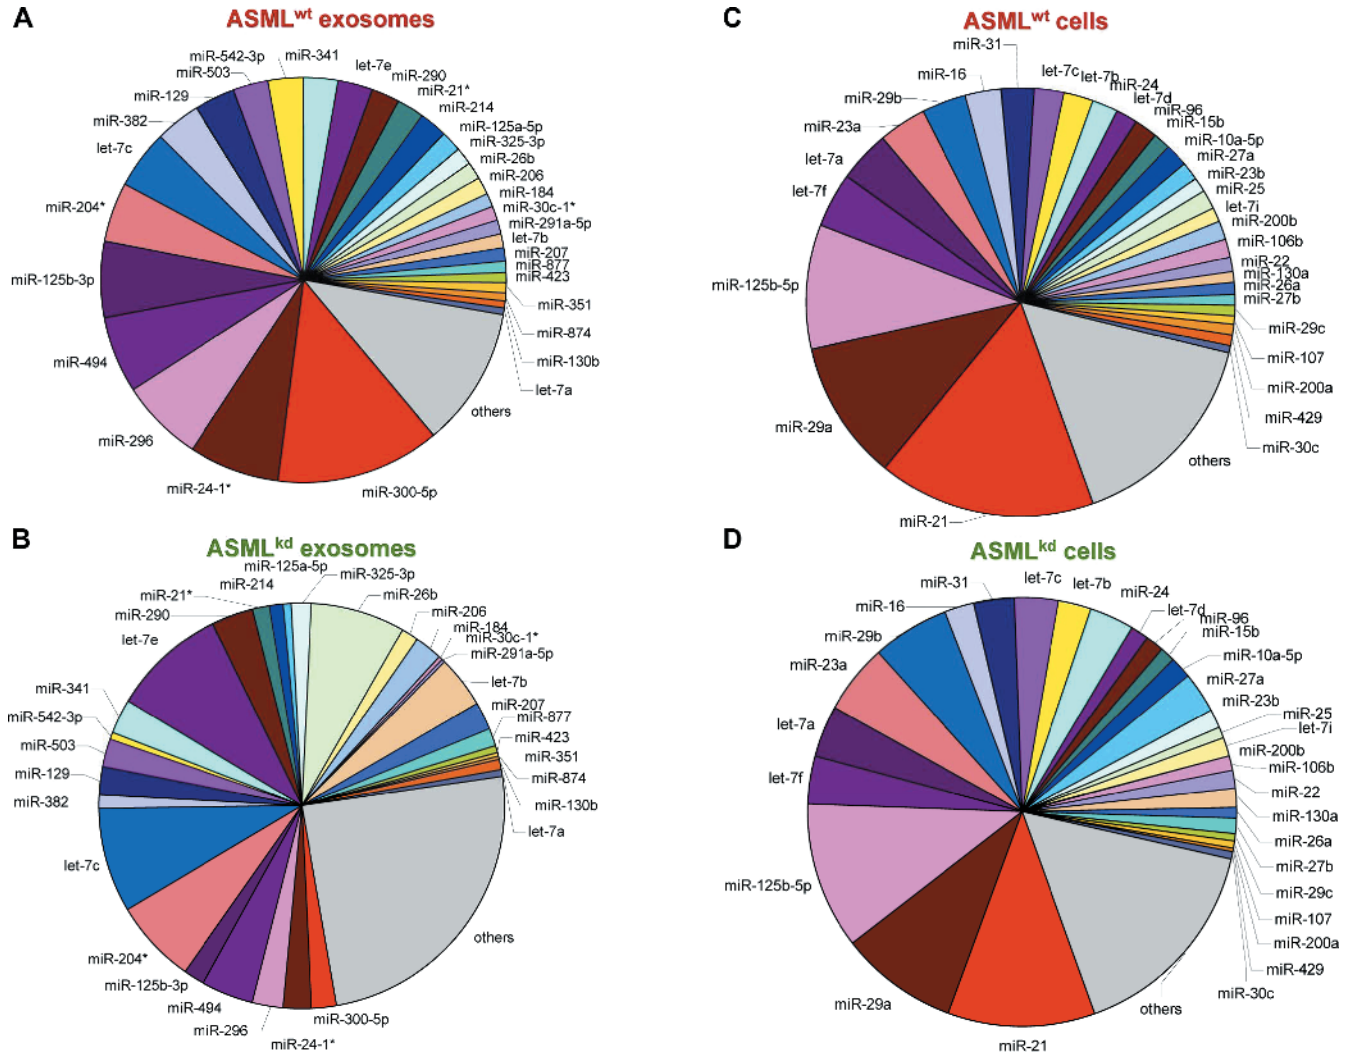 A
ASMLwt exosomes
miR-542-3p
miR-341
miR-503
let-7e
miR-290
miR-129
miR-21*
miR-214
miR-382
miR-125a-5p
miR-325-3p
let-7c
miR-26b
miR-206
miR-184
miR-204*
miR-30c-1*
miR-291a-5p
let-7b
miR-207
miR-877
miR-125b-3p
miR-423
miR-351
miR-874
miR-494
miR-130b
let-7a
others
miR-296
miR-24-1*
miR-300-5p
B
ASMLkd exosomes
miR-125a-5p
miR-325-3p
miR-214
miR-21*
miR-26b
miR-290
miR-206
let-7e
miR-184
miR-30c-1*
miR-291a-5p
let-7b
miR-341
miR-207
miR-542-3p
miR-877
miR-503
miR-423
miR-351
miR-129
miR-874
miR-382
miR-130b
let-7a
let-7c
others
miR-204*
miR-125b-3p
miR-494
miR-300-5p
miR-296
miR-24-1*
C
ASMLwt cells
miR-31
miR-16
let-7c
let-7b
miR-24
miR-29b
let-7d
miR-96
miR-23a
miR-15b
miR-10a-5p
let-7a
miR-27a
miR-23b
let-7f
miR-25
let-7i
miR-200b
miR-106b
miR-22
miR-130a
miR-125b-5p
miR-26a
miR-27b
miR-29c
miR-107
miR-200a
miR-429
miR-29a
miR-30c
others
miR-21
D
ASMLkd cells
miR-31
let-7c
let-7b
miR-24
miR-16
let-7d
miR-96
miR-29b
miR-15b
miR-23a
miR-10a-5p
miR-27a
miR-23b
let-7a
miR-25
let-7i
miR-200b
let-7f
miR-106b
miR-22
miR-130a
miR-26a
miR-27b
miR-125b-5p
miR-29c
miR-107
miR-200a
miR-429
miR-30c
miR-29a
others
miR-21